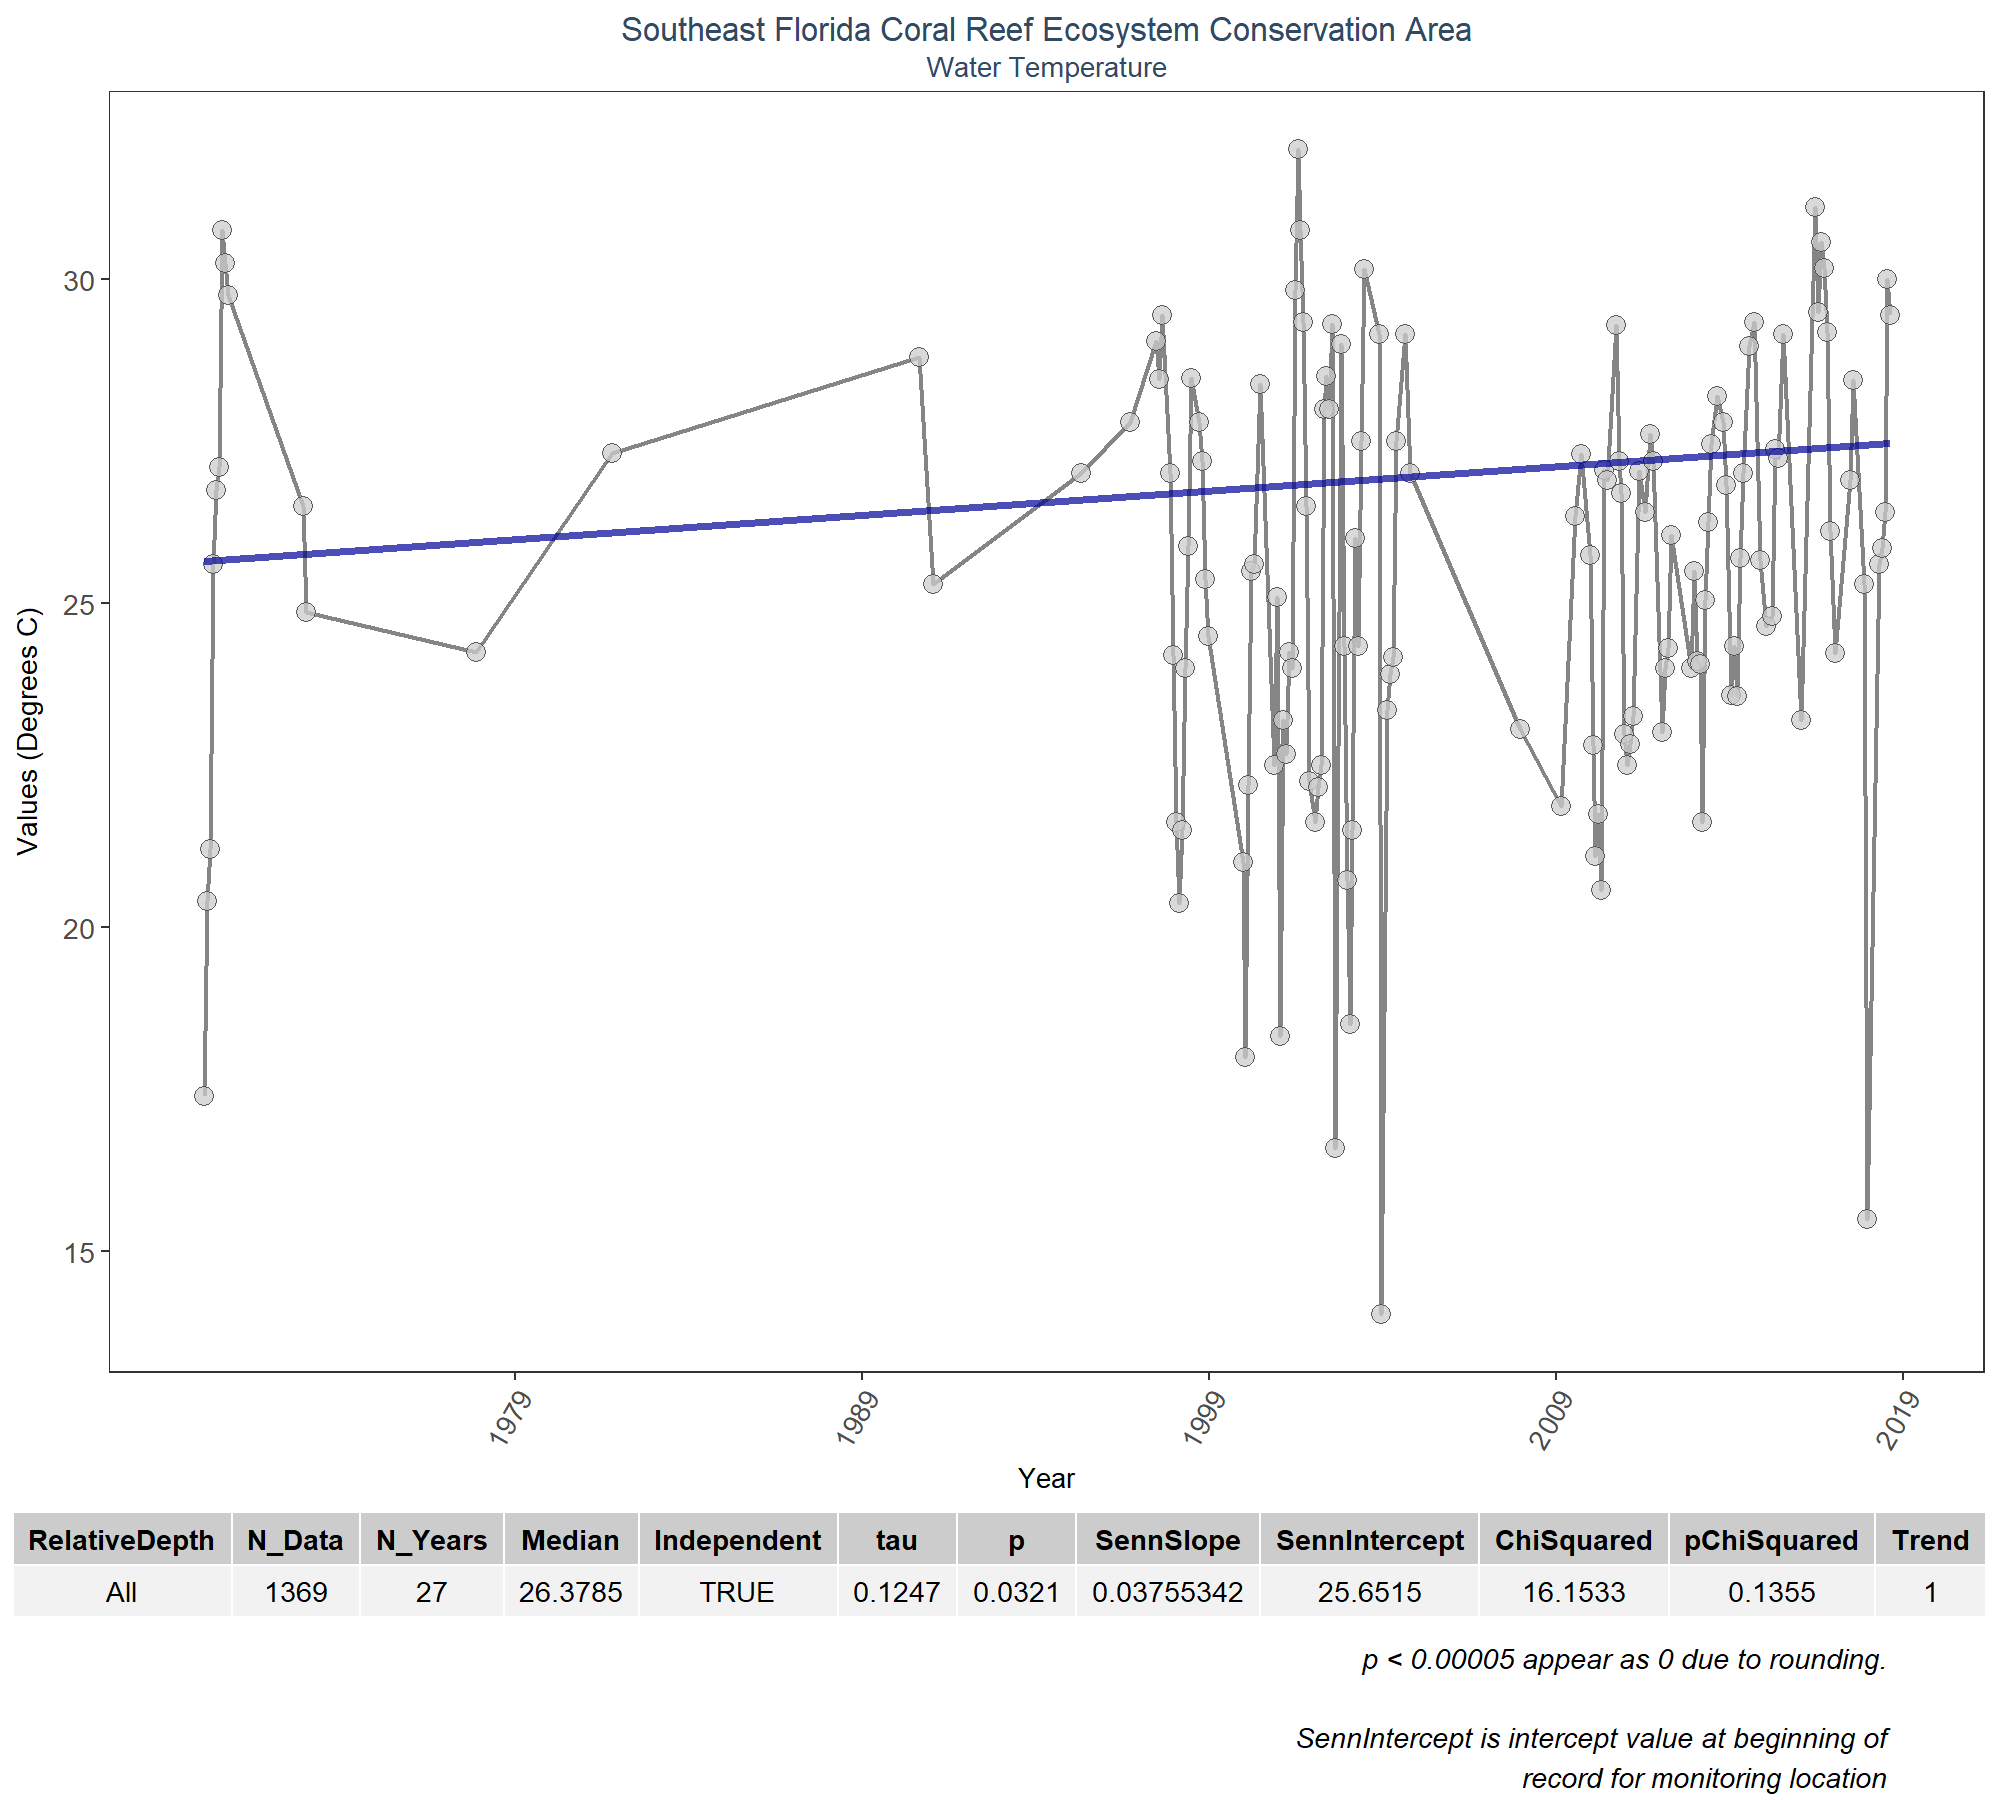 Southeast Florida Coral Reef Ecosystem Conservation Area
Water Temperature
Values (Degrees C)
30
25
20
15
1979
1989
1999
2009
2019
Year
RelativeDepth N_Data N_Years Median Independent tau p SennSlope SennIntercept ChiSquared pChiSquared Trend
All 1369 27 26.3785 TRUE 0.1247 0.0321 0.03755342 25.6515 16.1533 0.1355 1
p < 0.00005 appear as 0 due to rounding.
SennIntercept is intercept value at beginning of
record for monitoring location